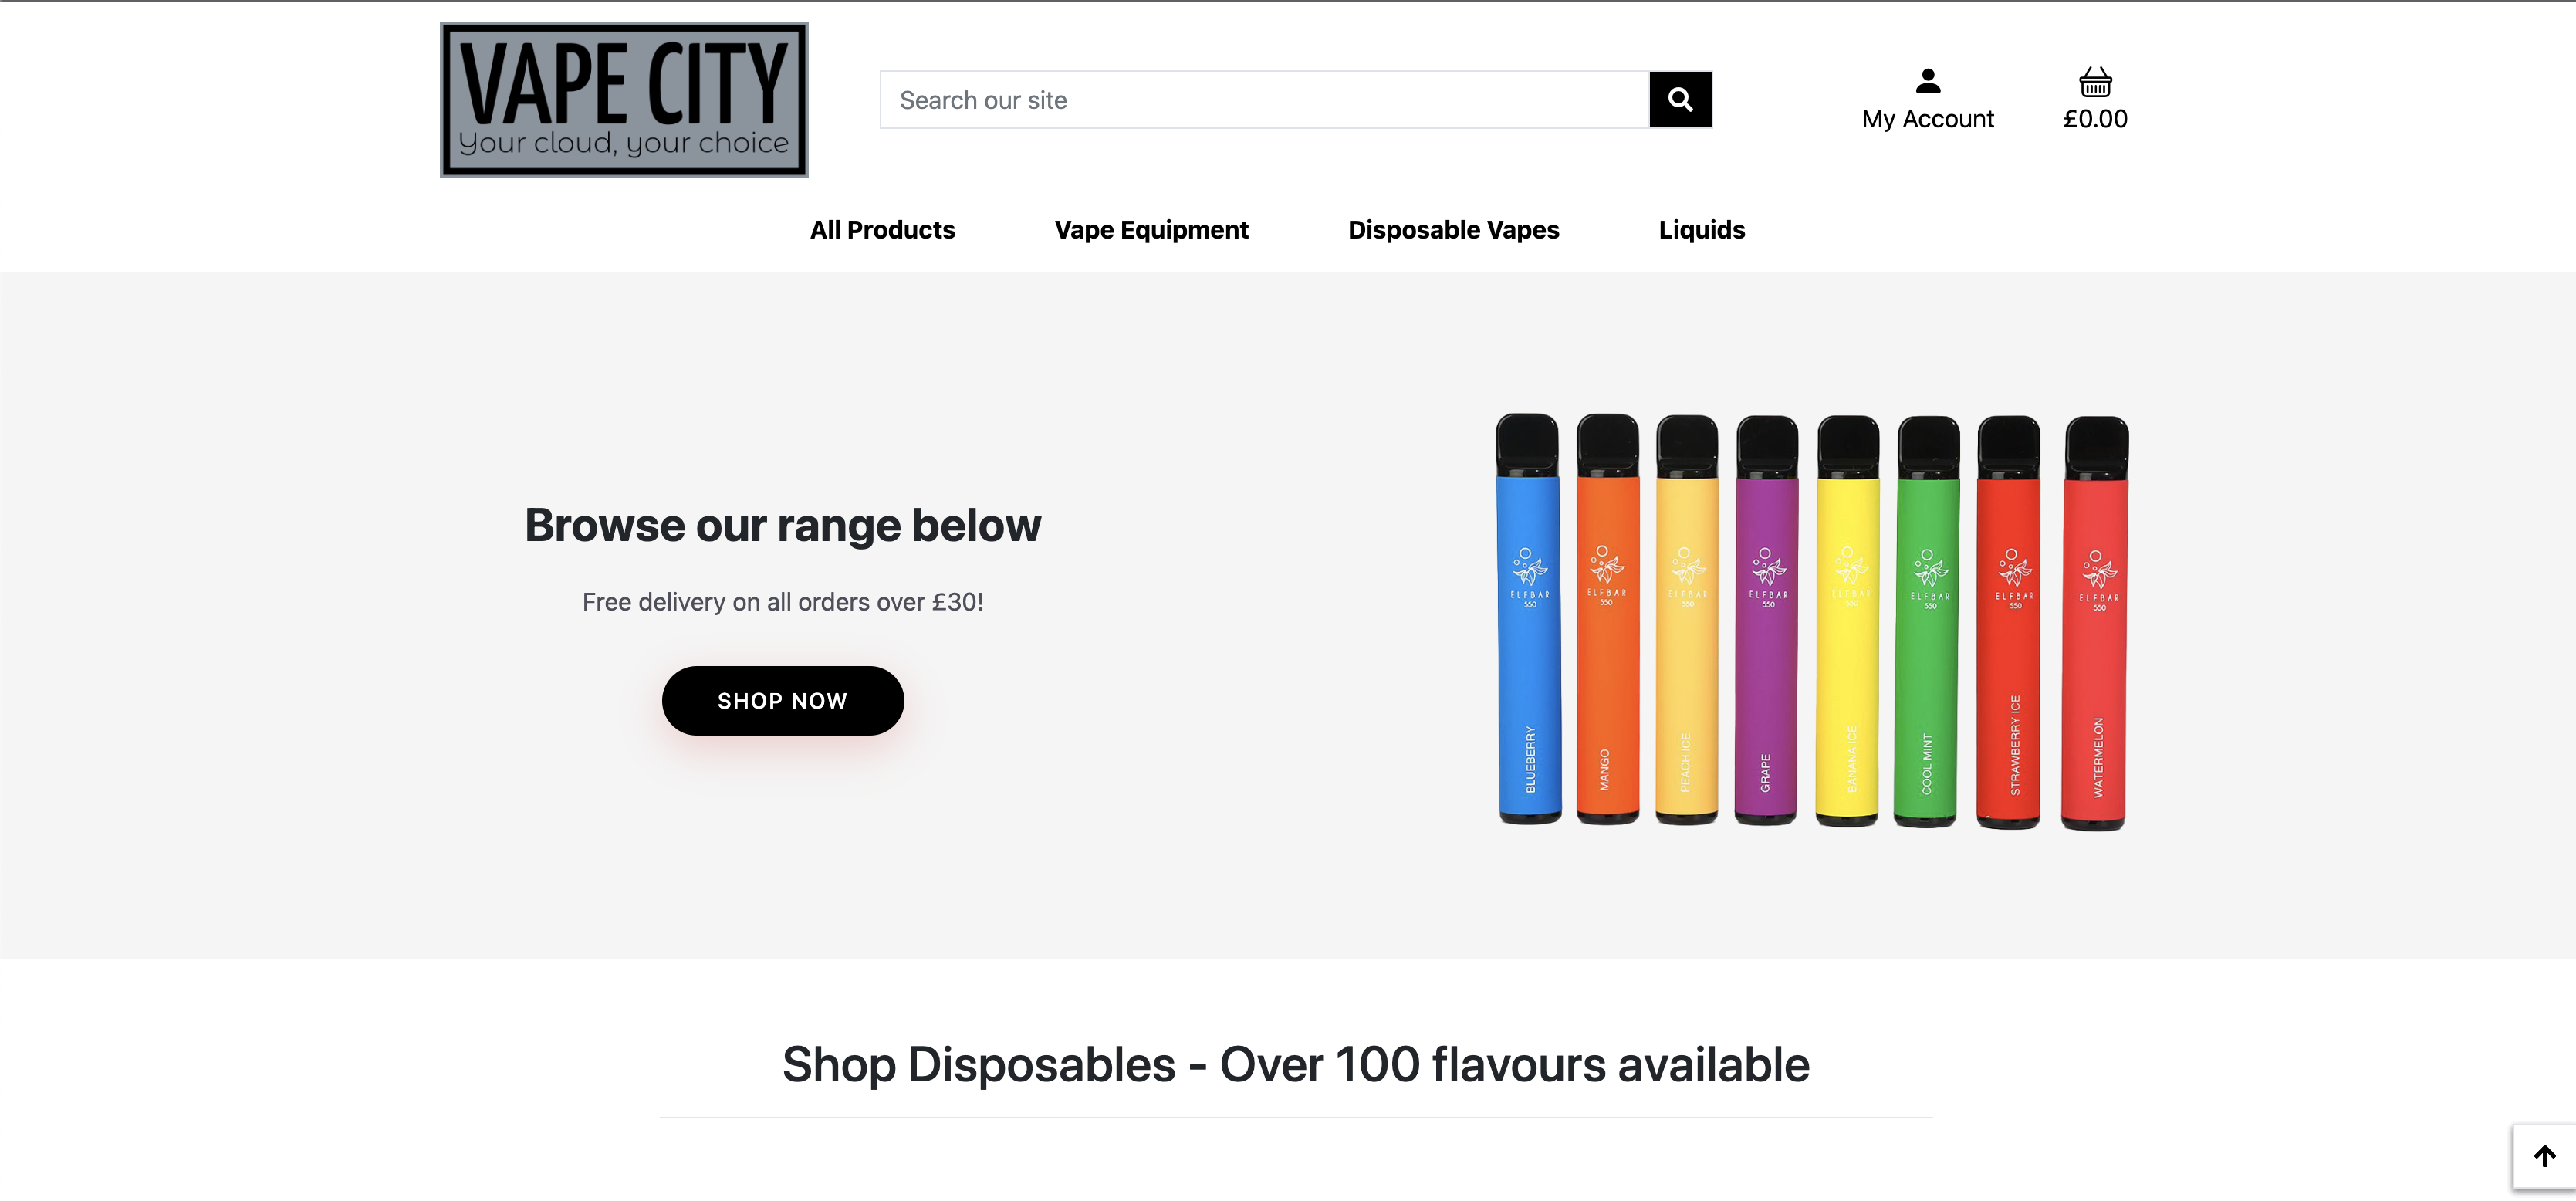 VAPE CITY
Your cloud, your choice
Search our site
My Account
£0.00
All Products
Vape Equipment
Disposable Vapes
Liquids
Browse our range below
Free delivery on all orders over £30!
SHOP NOW
ELFBAR
550
BLUEBERRY
ELFBAR
550
MANGO
ELFBAR
550
PEACH ICE
ELFBAR
550
GRAPE
ELFBAR
550
BANANA ICE
ELFBAR
550
COOL MINT
ELFBAR
550
STRAWBERRY ICE
ELFBAR
550
WATERMELON
Shop Disposables - Over 100 flavours available